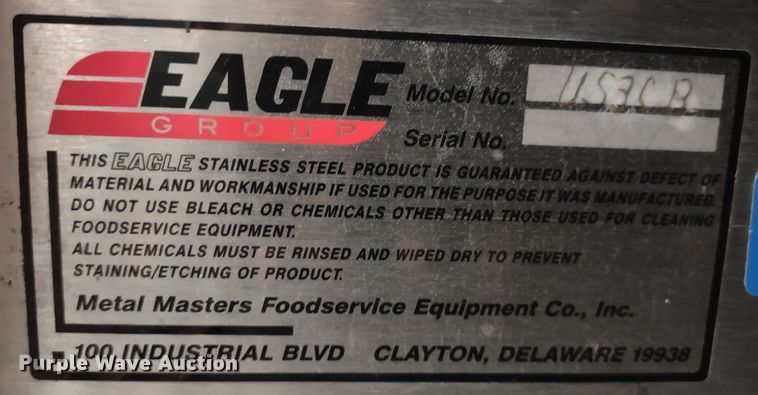 EAGLE
GROUP
Model No. US3CB
Serial No.
THIS EAGLE STAINLESS STEEL PRODUCT IS GUARANTEED AGAINST DEFECT OF
MATERIAL AND WORKMANSHIP IF USED FOR THE PURPOSE IT WAS MANUFACTURED.
DO NOT USE BLEACH OR CHEMICALS OTHER THAN THOSE USED FOR CLEANING
FOODSERVICE EQUIPMENT.
ALL CHEMICALS MUST BE RINSED AND WIPED DRY TO PREVENT
STAINING/ETCHING OF PRODUCT.
Metal Masters Foodservice Equipment Co., Inc.
100 INDUSTRIAL BLVD CLAYTON, DELAWARE 19938
Purple Wave Auction